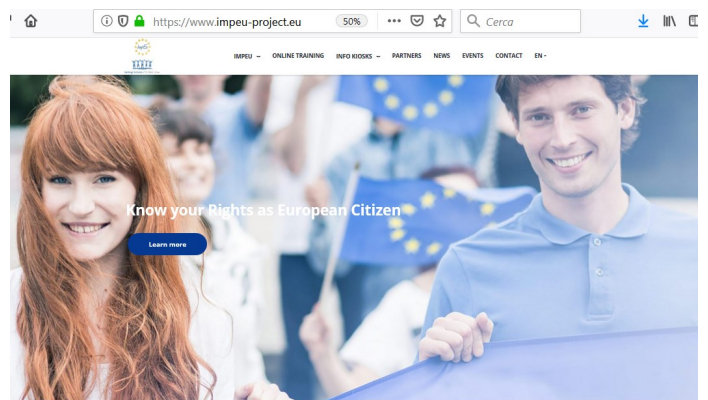 https://www.impeu-project.eu
50%
Cerca
IMPEU
ONLINE TRAINING
INFO KIOSKS
PARTNERS
NEWS
EVENTS
CONTACT
EN
Know your Rights as European Citizen
Learn more